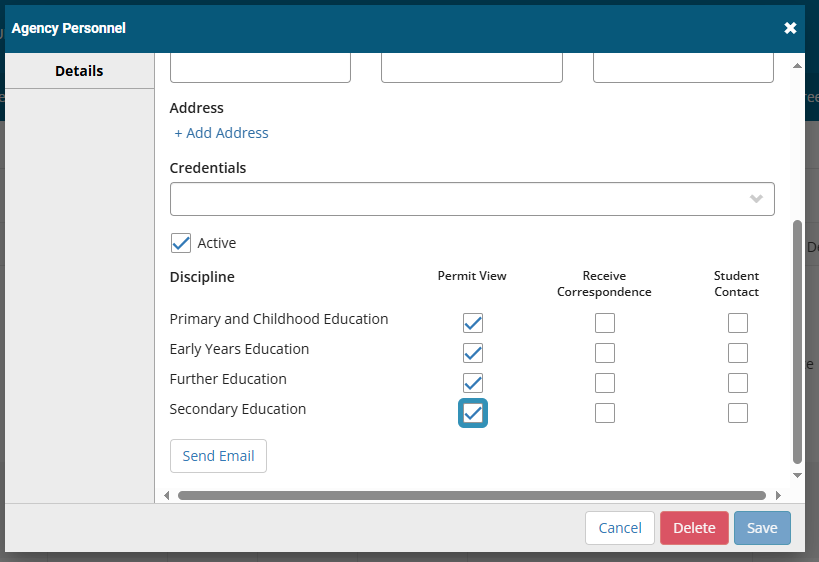 Agency Personnel
Details
Address
+ Add Address
Credentials
Active
Discipline
Permit View
Receive
Correspondence
Student
Contact
Primary and Childhood Education
Early Years Education
Further Education
Secondary Education
Send Email
Cancel
Delete
Save